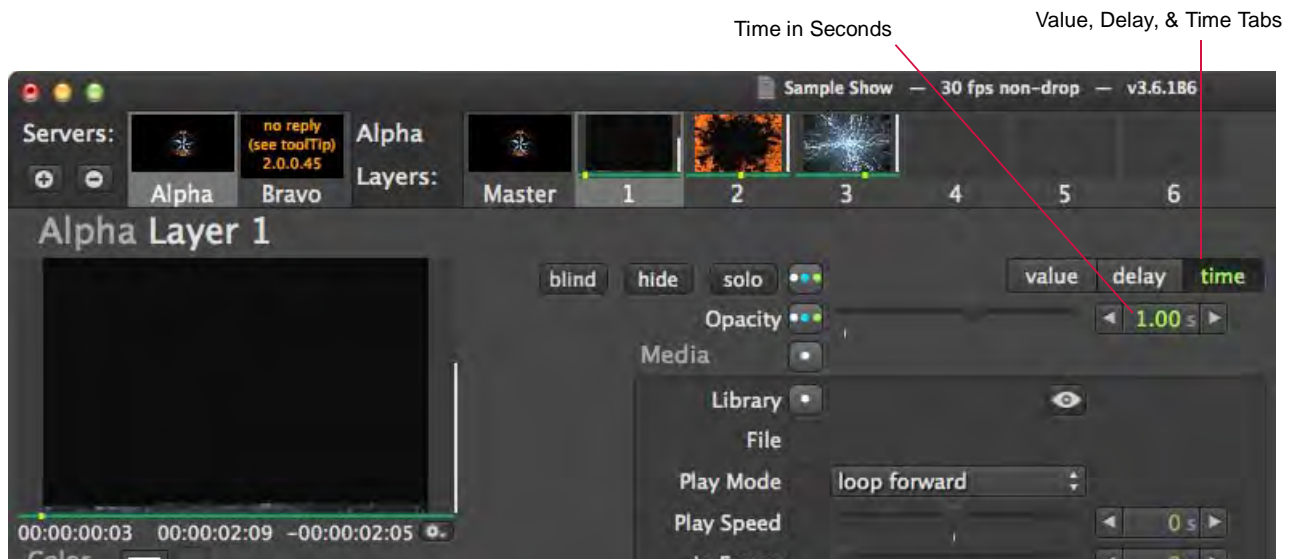 Time in Seconds
Value, Delay, & Time Tabs
Sample Show — 30 fps non-drop — v3.6.186
Servers:
no reply
(see toolTip)
2.0.0.45
Alpha
Layers:
Alpha
Bravo
Master
1
2
3
4
5
6
Alpha Layer 1
blind
hide
solo
value
delay
time
Opacity
1.00 s
Media
Library
File
Play Mode
loop forward
Play Speed
0 s
00:00:00:03 00:00:02:09 -00:00:02:05
Color